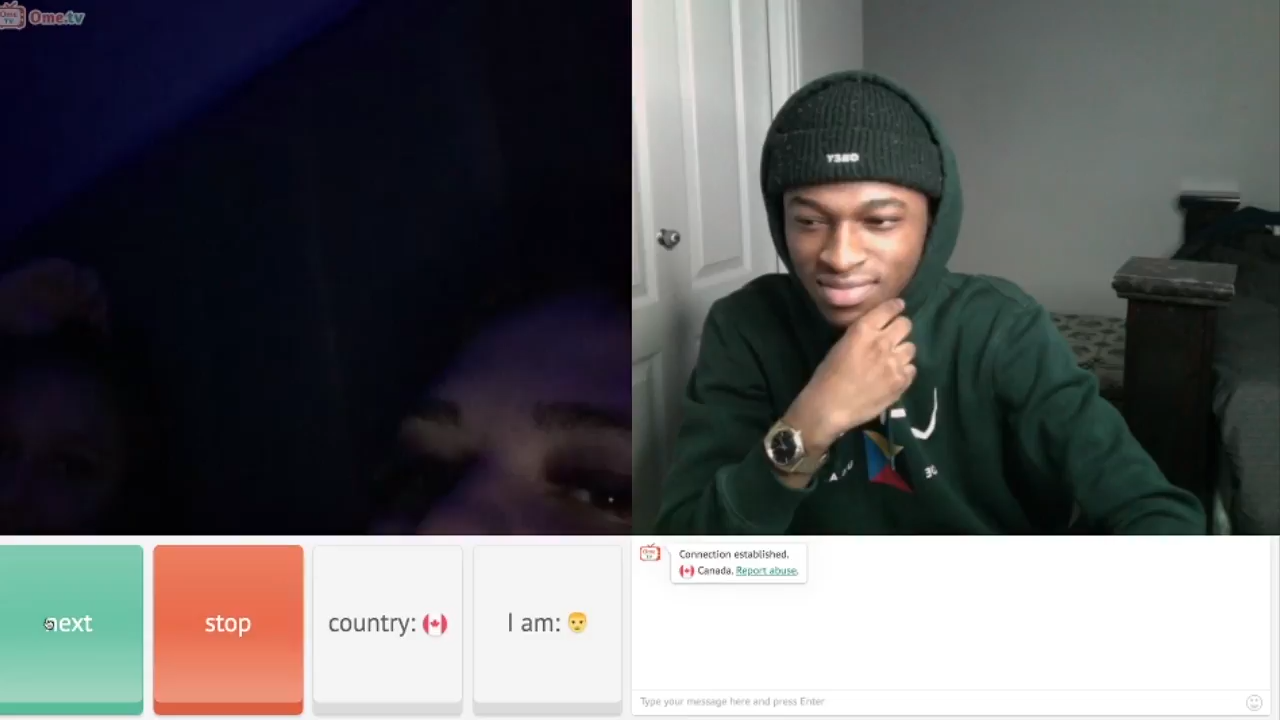 Ome.tv
next
stop
country:
I am:
Connection established.
Canada. Report abuse.
Type your message here and press Enter